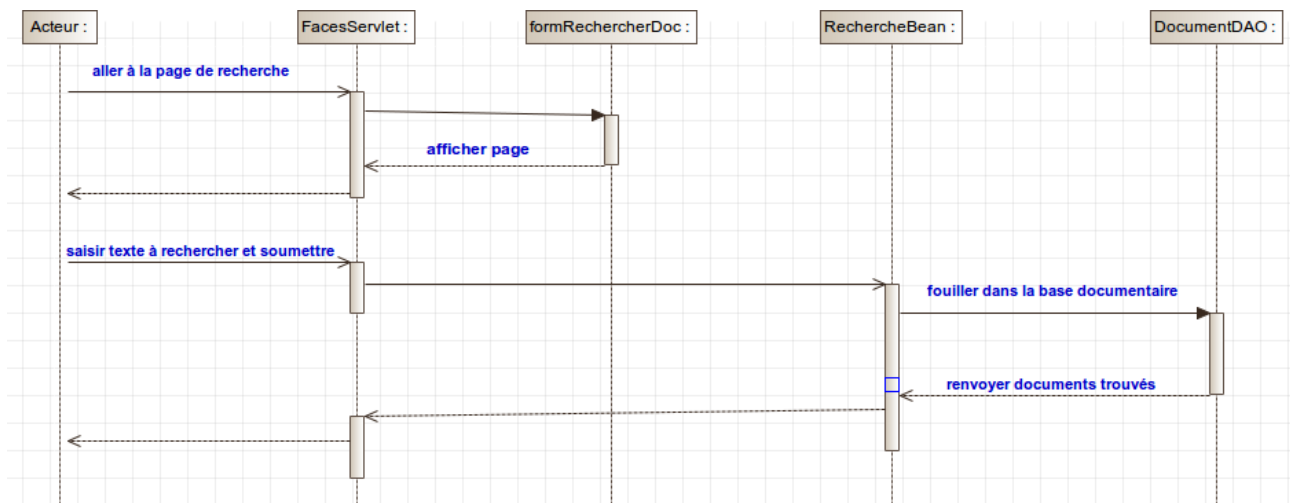 Acteur :
FacesServlet :
formRechercherDoc :
RechercheBean :
DocumentDAO :
aller à la page de recherche
afficher page
saisir texte à rechercher et soumettre
fouiller dans la base documentaire
renvoyer documents trouvés